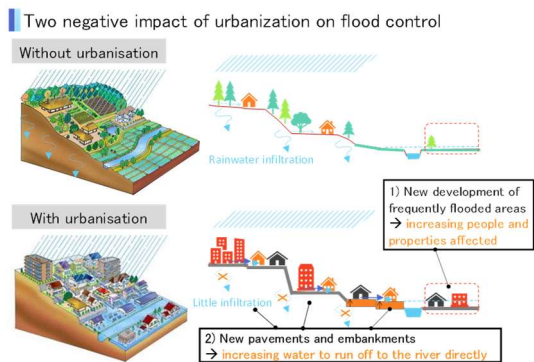 Two negative impact of urbanization on flood control
Without urbanisation
Rainwater infiltration
With urbanisation
1) New development of
frequently flooded areas
→ increasing people and
properties affected
Little infiltration
2) New pavements and embankments
→ increasing water to run off to the river directly